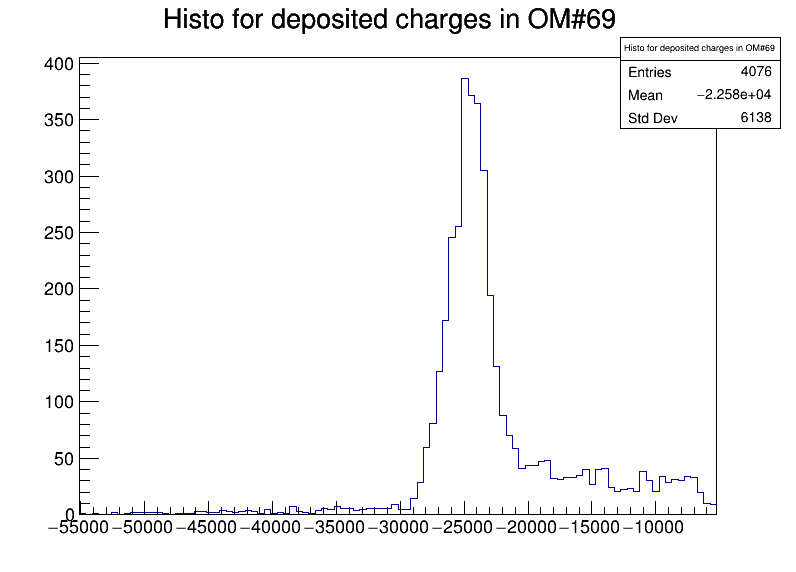 Histo for deposited charges in OM#69
Histo for deposited charges in OM#69
Entries 4076
Mean −2.258e+04
Std Dev 6138
400
350
300
250
200
150
100
50
0
−55000 −50000 −45000 −40000 −35000 −30000 −25000 −20000 −15000 −10000